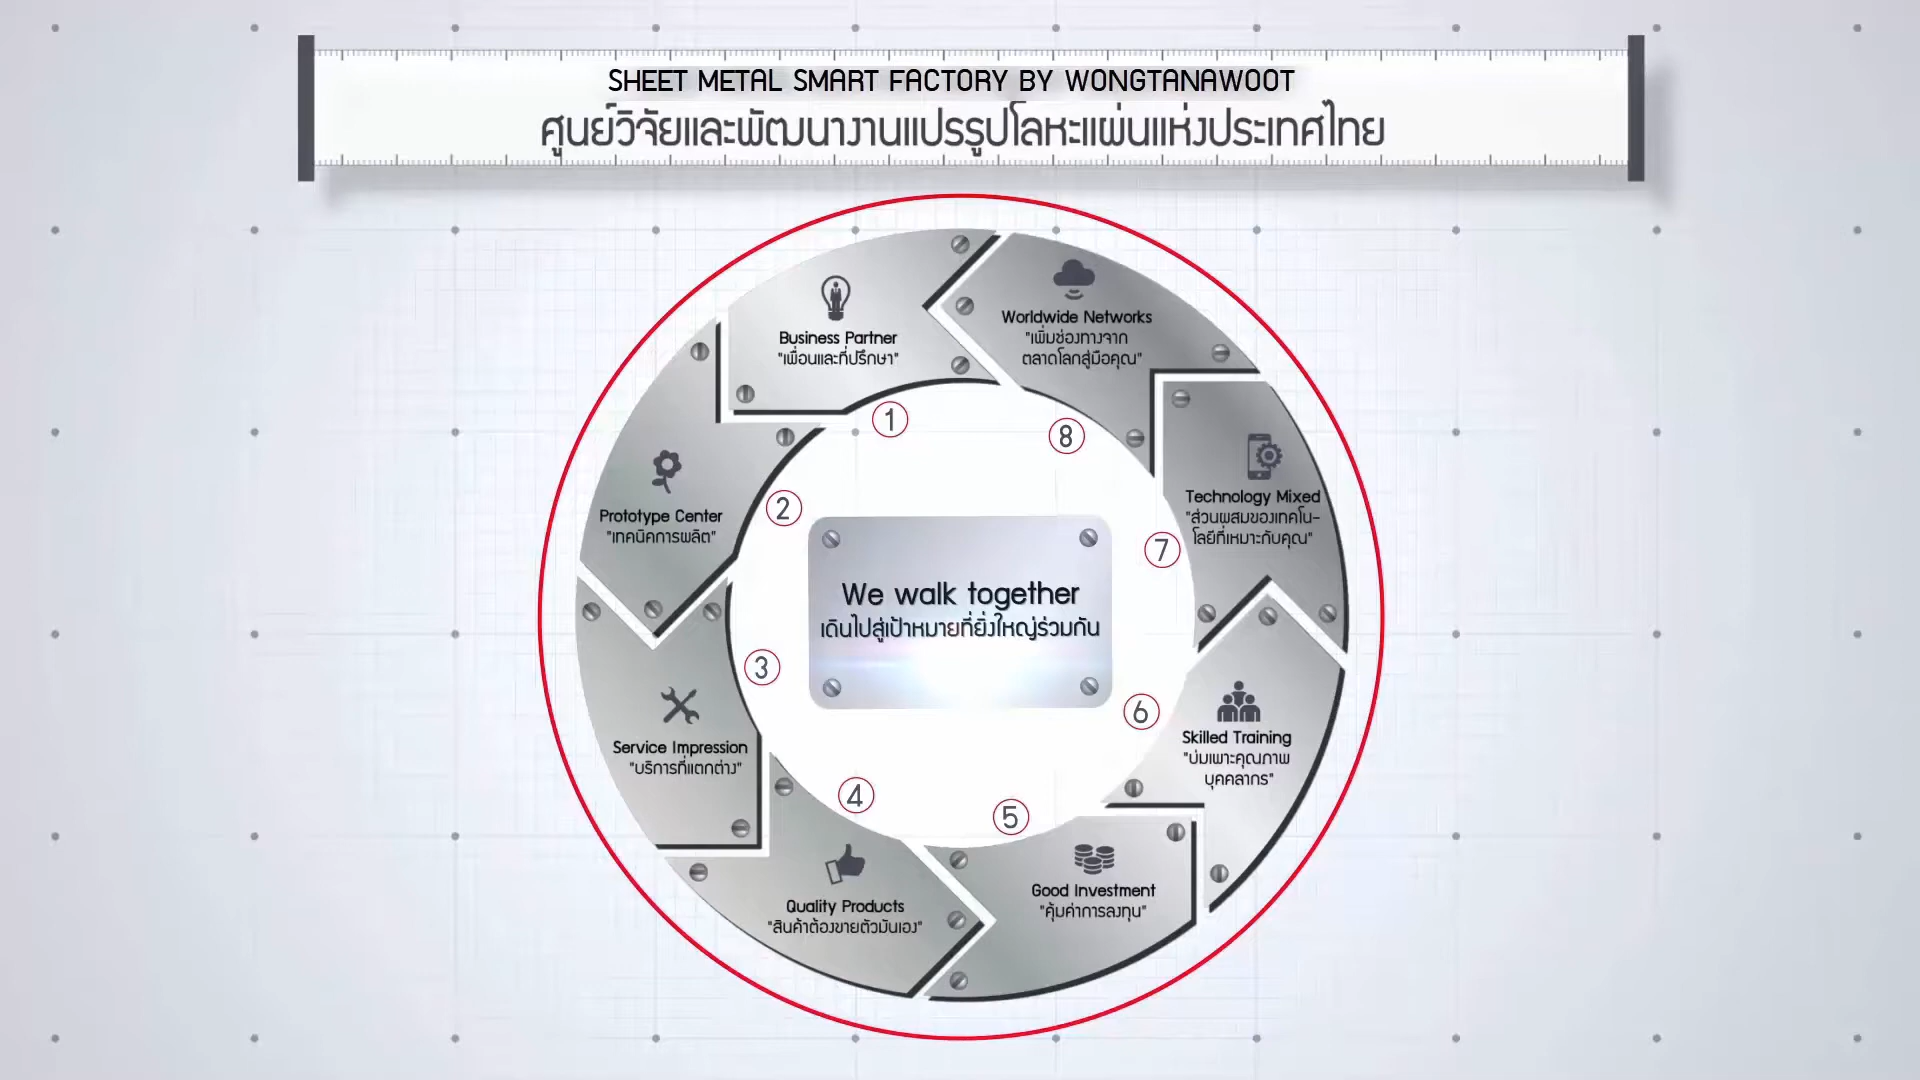 SHEET METAL SMART FACTORY BY WONGTANAWOOT
ศูนย์วิจัยและพัฒนางานแปรรูปโลหะแผ่นแห่งประเทศไทย
Business Partner
"เพื่อนและที่ปรึกษา"
1
Prototype Center
"เทคนิคการผลิต"
2
Service Impression
"บริการที่แตกต่าง"
3
Quality Products
"สินค้าต้องขายตัวมันเอง"
4
Good Investment
"คุ้มค่าการลงทุน"
5
Skilled Training
"บ่มเพาะคุณภาพ
บุคคลากร"
6
Technology Mixed
"ส่วนผสมของเทคโน-
โลยีที่เหมาะกับคุณ"
7
Worldwide Networks
"เพิ่มช่องทางจาก
ตลาดโลกสู่มือคุณ"
8
We walk together
เดินไปสู่เป้าหมายที่ยิ่งใหญ่ร่วมกัน